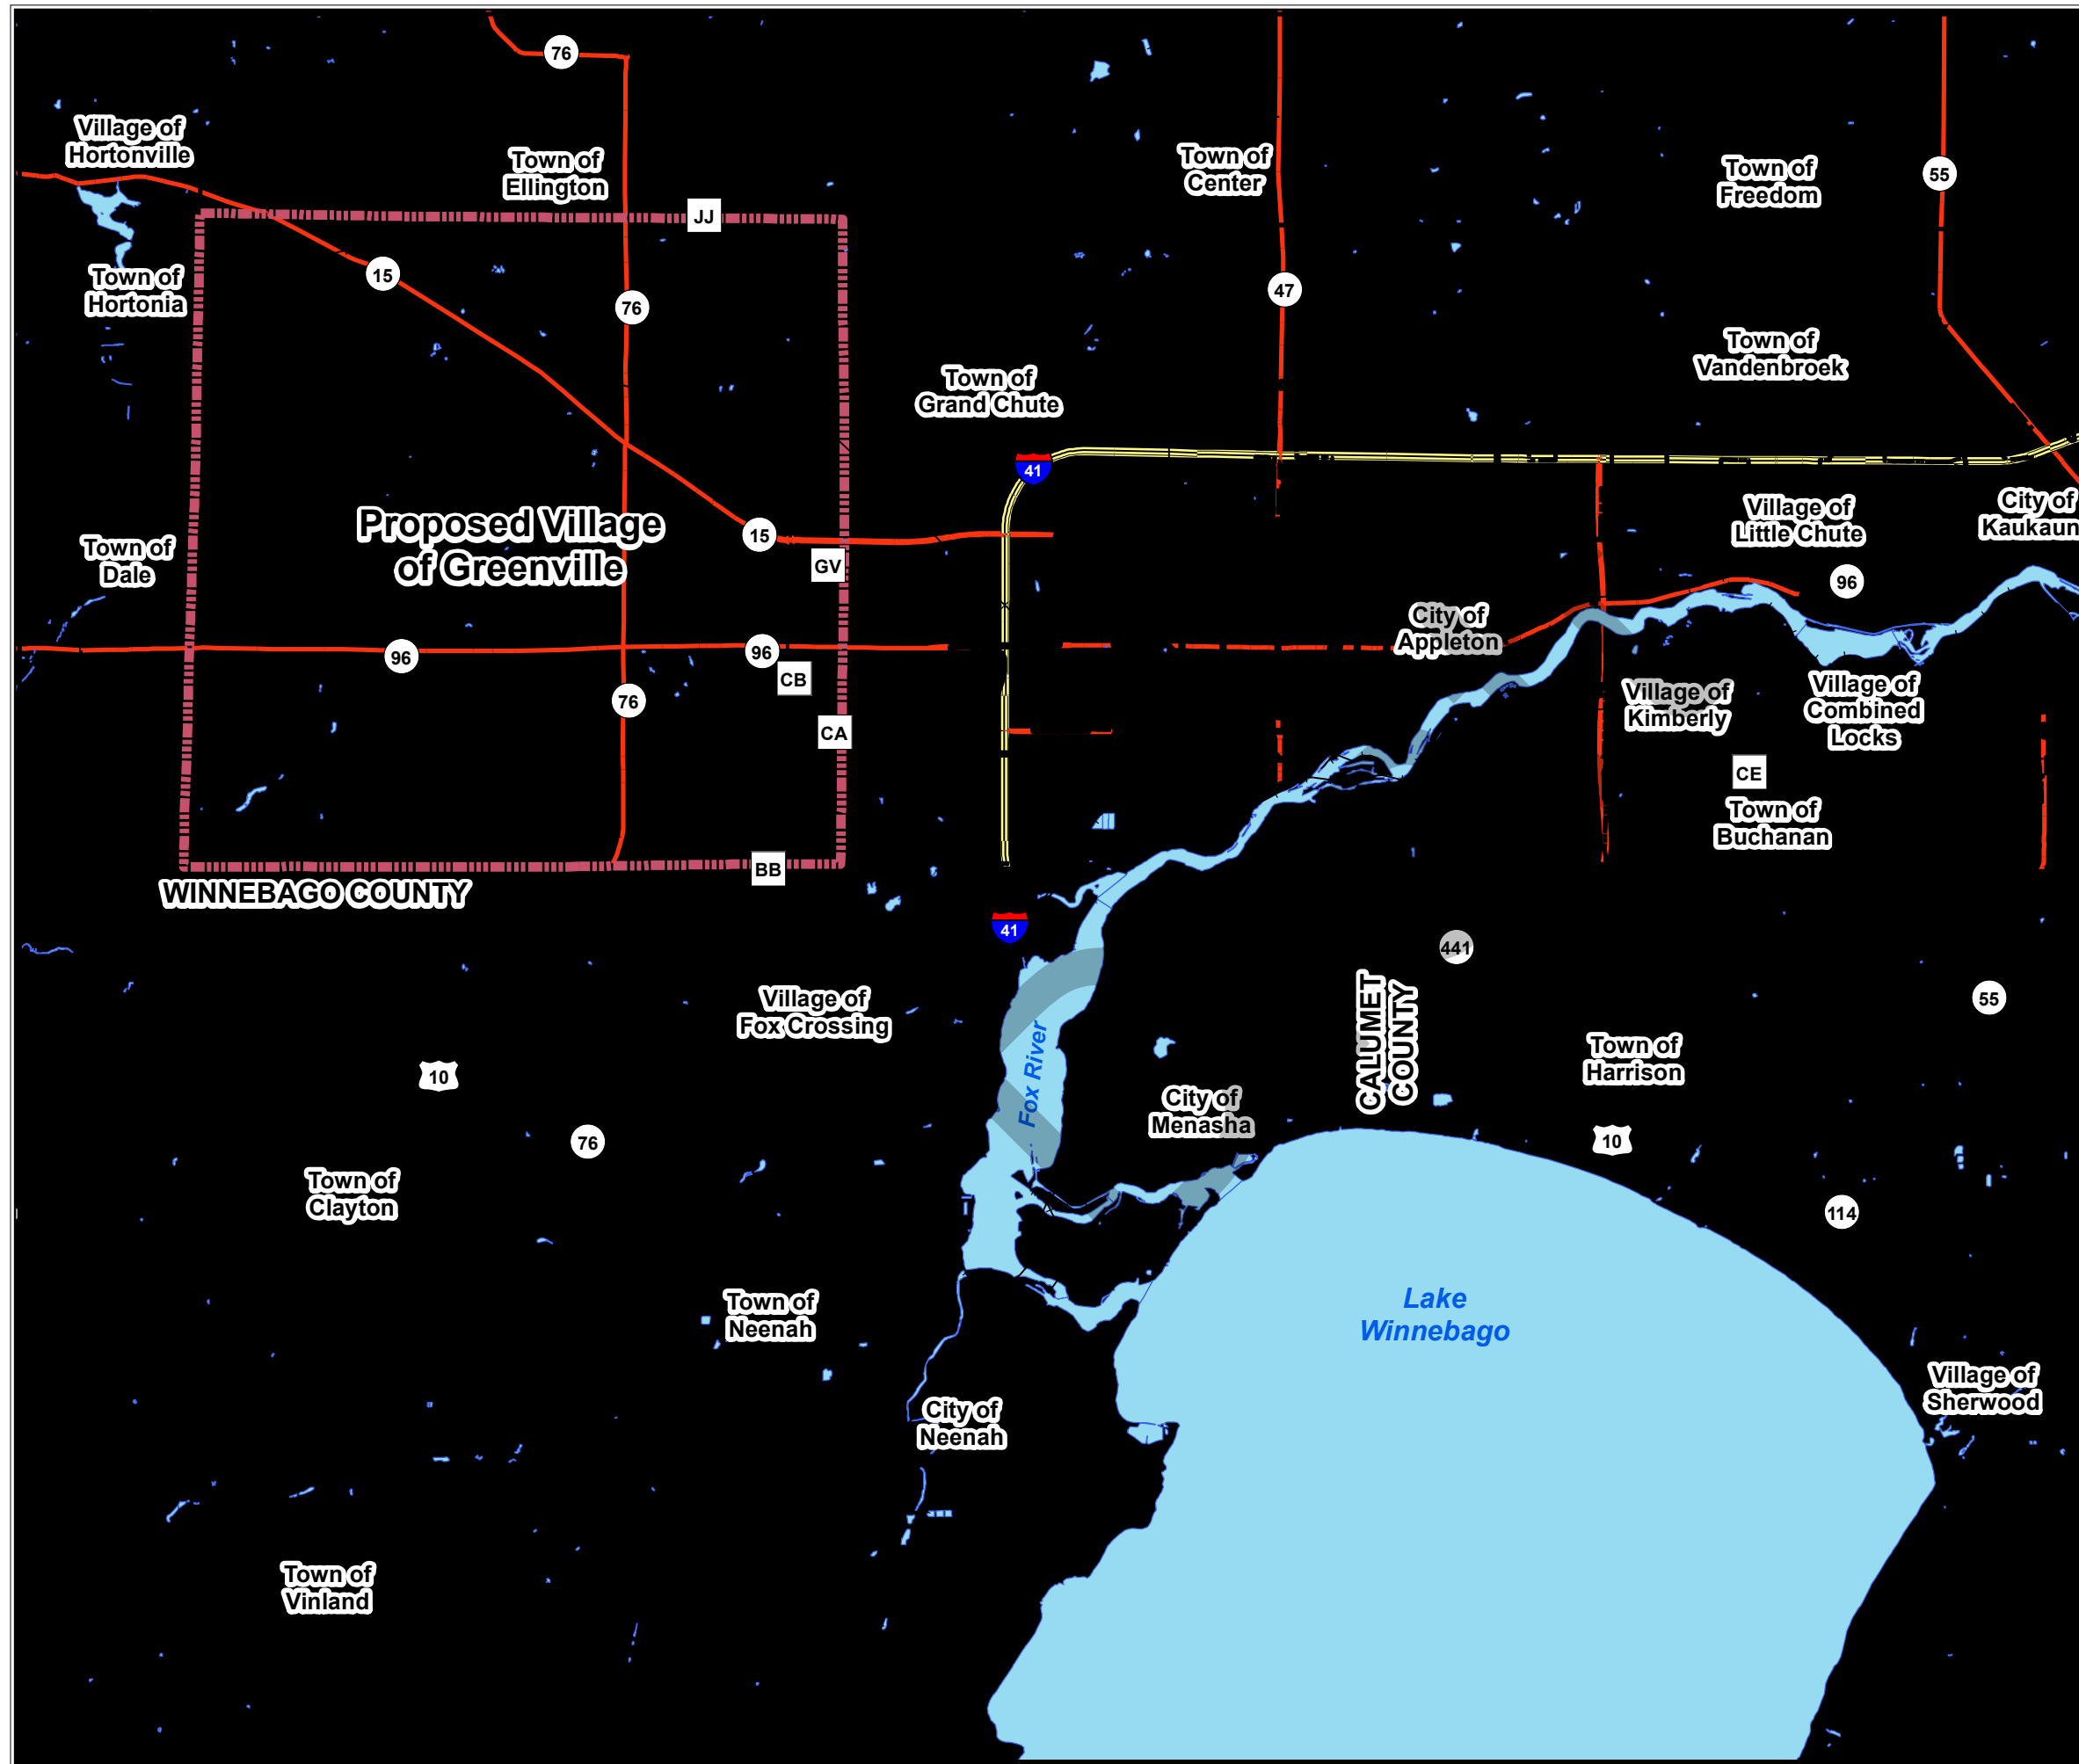 76
Village of
Hortonville
Town of
Ellington
Town of
Center
Town of
Freedom
55
JJ
Town of
Hortonia
15
76
47
Town of
Vandenbroek
Town of
Grand Chute
41
Proposed Village
of Greenville
15
GV
Town of
Dale
Village of
Little Chute
City of
Kaukaun
96
City of
Appleton
96
96
CB
76
CA
Village of
Kimberly
Village of
Combined
Locks
CE
Town of
Buchanan
BB
WINNEBAGO COUNTY
41
441
Village of
Fox Crossing
CALUMET
COUNTY
55
Fox River
Town of
Harrison
10
City of
Menasha
10
76
Town of
Clayton
114
Town of
Neenah
Lake
Winnebago
Village of
Sherwood
City of
Neenah
Town of
Vinland